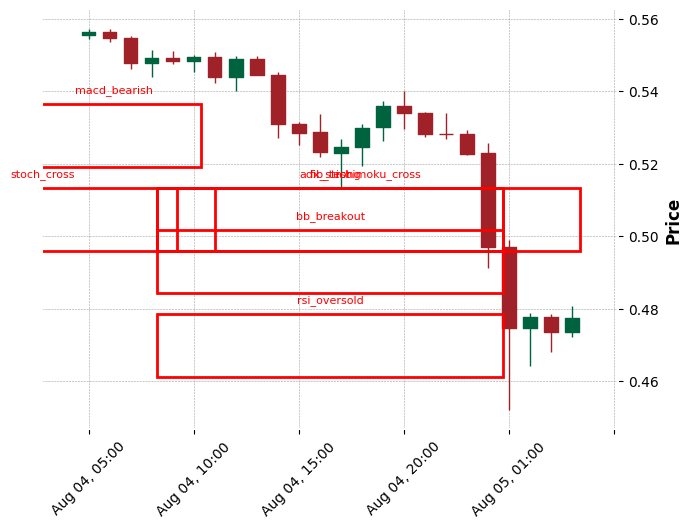 0.56
macd_bearish
0.54
0.52
stoch_cross
ichimoku_cross
bb_breakout
0.50
Price
rsi_oversold
0.48
0.46
Aug 04, 05:00
Aug 04, 10:00
Aug 04, 15:00
Aug 04, 20:00
Aug 05, 01:00